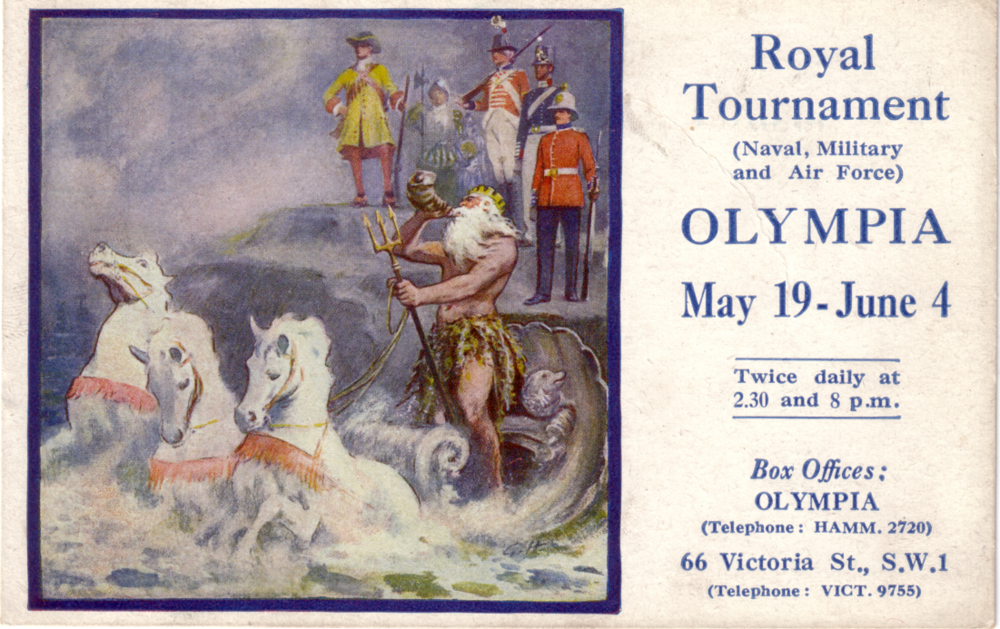 Royal
Tournament
(Naval, Military
and Air Force)
OLYMPIA
May 19-June 4
Twice daily at
2.30 and 8 p.m.
Box Offices:
OLYMPIA
(Telephone: HAMM. 2720)
66 Victoria St., S.W.1
(Telephone: VICT. 9755)